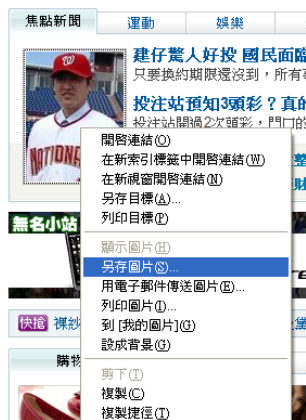 焦點新聞
運動
娛樂
建仔驚人好投 國民面臨
只要換約期限還沒到，所有
投注站預知3頭彩？真的
投注站開過2次頭彩，門口的
開啓連結(O)
在新索引標籤中開啓連結(W)
在新視窗開啓連結(N)
另存目標(A)...
列印目標(P)
無名小站
顯示圖片(H)
另存圖片(S)...
用電子郵件傳送圖片(E)...
列印圖片(I)...
到 [我的圖片](G)
快搶
設成背景(G)
購物
剪下(T)
複製(C)
複製捷徑(T)